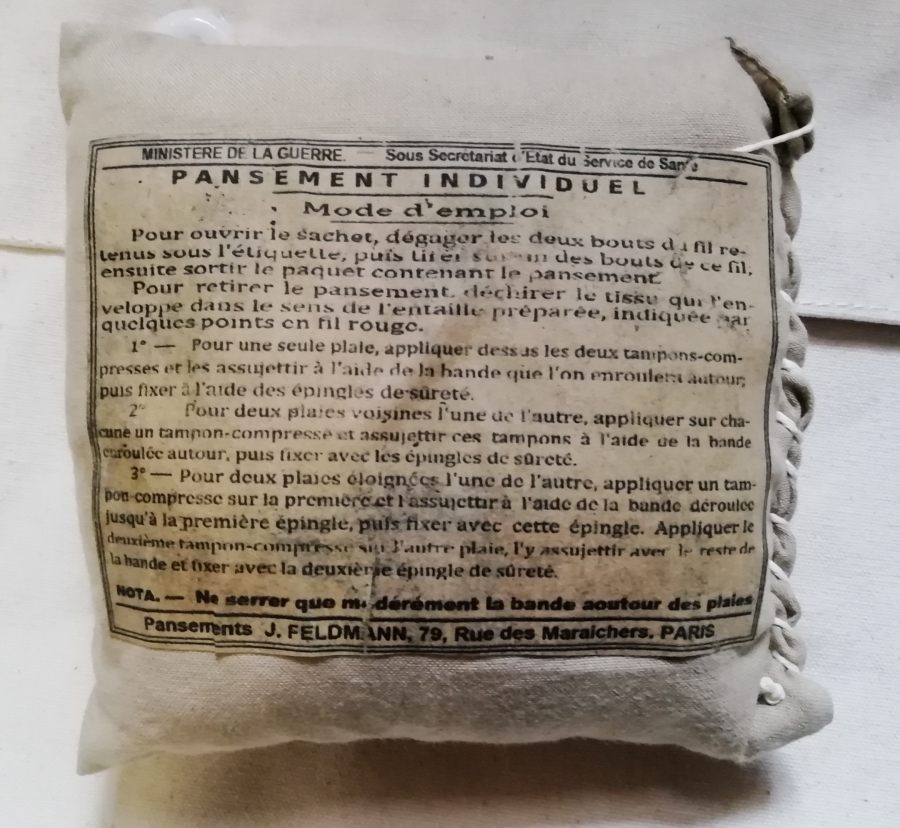 MINISTERE DE LA GUERRE. — Sous Secretariat d'Etat du Service de Santé
PANSEMENT INDIVIDUEL
Mode d'emploi
Pour ouvrir le sachet, dégager les deux bouts du fil re-
tenus sous l'étiquette, puis tirer sur un des bouts de ce fil,
ensuite sortir le paquet contenant le pansement.
Pour retirer le pansement, déchirer le tissu qui l'en-
veloppe dans le sens de l'entaille préparée, indiquée par
quelques points en fil rouge.
1° — Pour une seule plaie, appliquer dessus les deux tampons-com-
presses et les assujettir à l'aide de la bande que l'on enroulera autour,
puis fixer à l'aide des épingles de sûreté.
2° Pour deux plaies voisines l'une de l'autre, appliquer sur cha-
cune un tampon-compresse et assujettir ces tampons à l'aide de la bande
enroulée autour, puis fixer avec les épingles de sûreté.
3° — Pour deux plaies éloignées l'une de l'autre, appliquer un tam-
pon-compresse sur la première et l'assujettir à l'aide de la bande déroulée
jusqu'à la première épingle, puis fixer avec cette épingle. Appliquer le
deuxième tampon-compresse sur l'autre plaie, l'y assujettir avec le reste de
la bande et fixer avec la deuxième épingle de sûreté.
NOTA. — Ne serrer que modérément la bande aoutour des plaies
Pansements J. FELDMANN, 79, Rue des Maraichers. PARIS